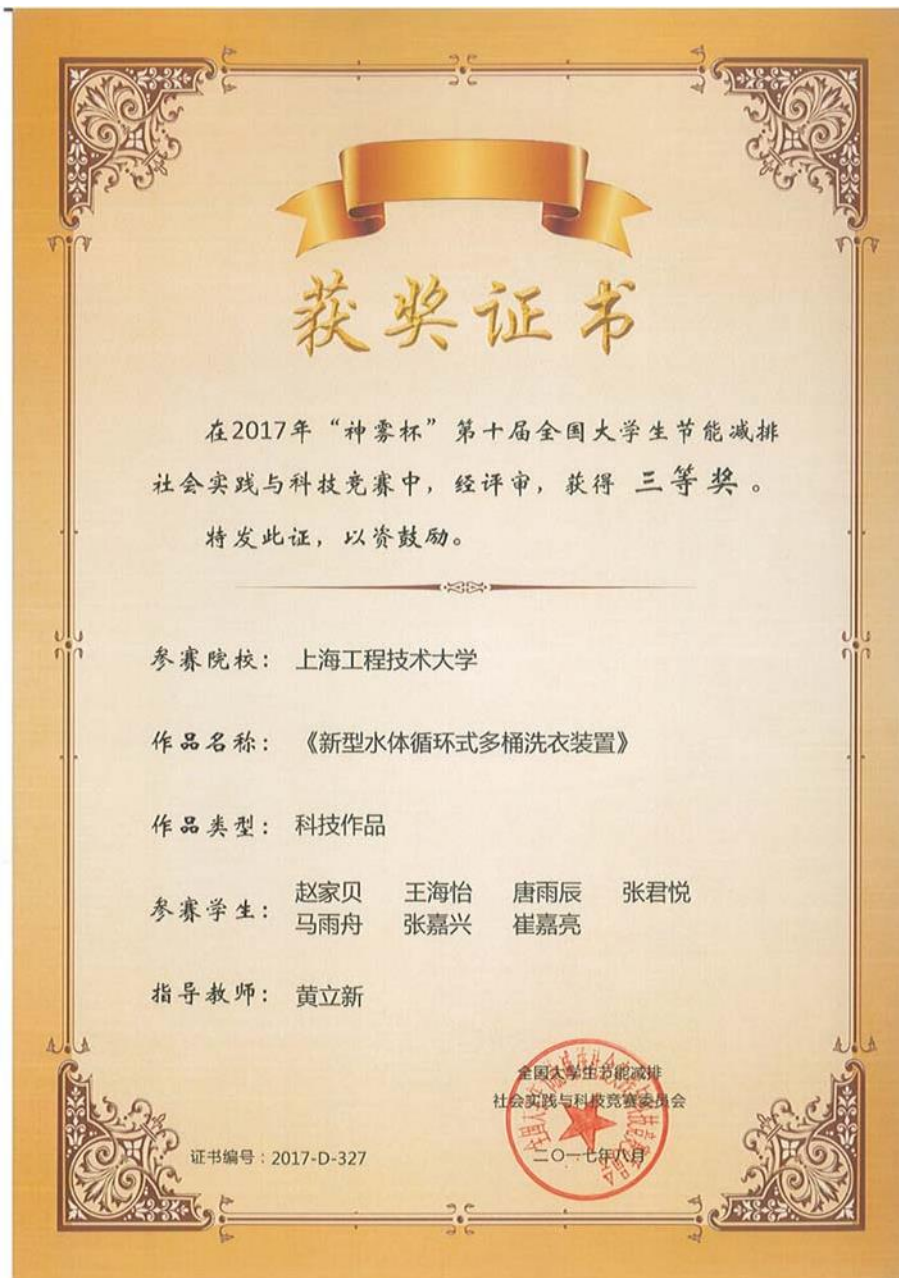 获奖证书
在2017年“神雾杯”第十届全国大学生节能减排
社会实践与科技竞赛中，经评审，获得 三等奖。
特发此证，以资鼓励。
参赛院校： 上海工程技术大学
作品名称： 《新型水体循环式多桶洗衣装置》
作品类型： 科技作品
参赛学生： 赵家贝 王海怡 唐雨辰 张君悦
马雨舟 张嘉兴 崔嘉亮
指导教师： 黄立新
全国大学生节能减排
社会实践与科技竞赛委员会
证书编号：2017-D-327 二〇一七年八月